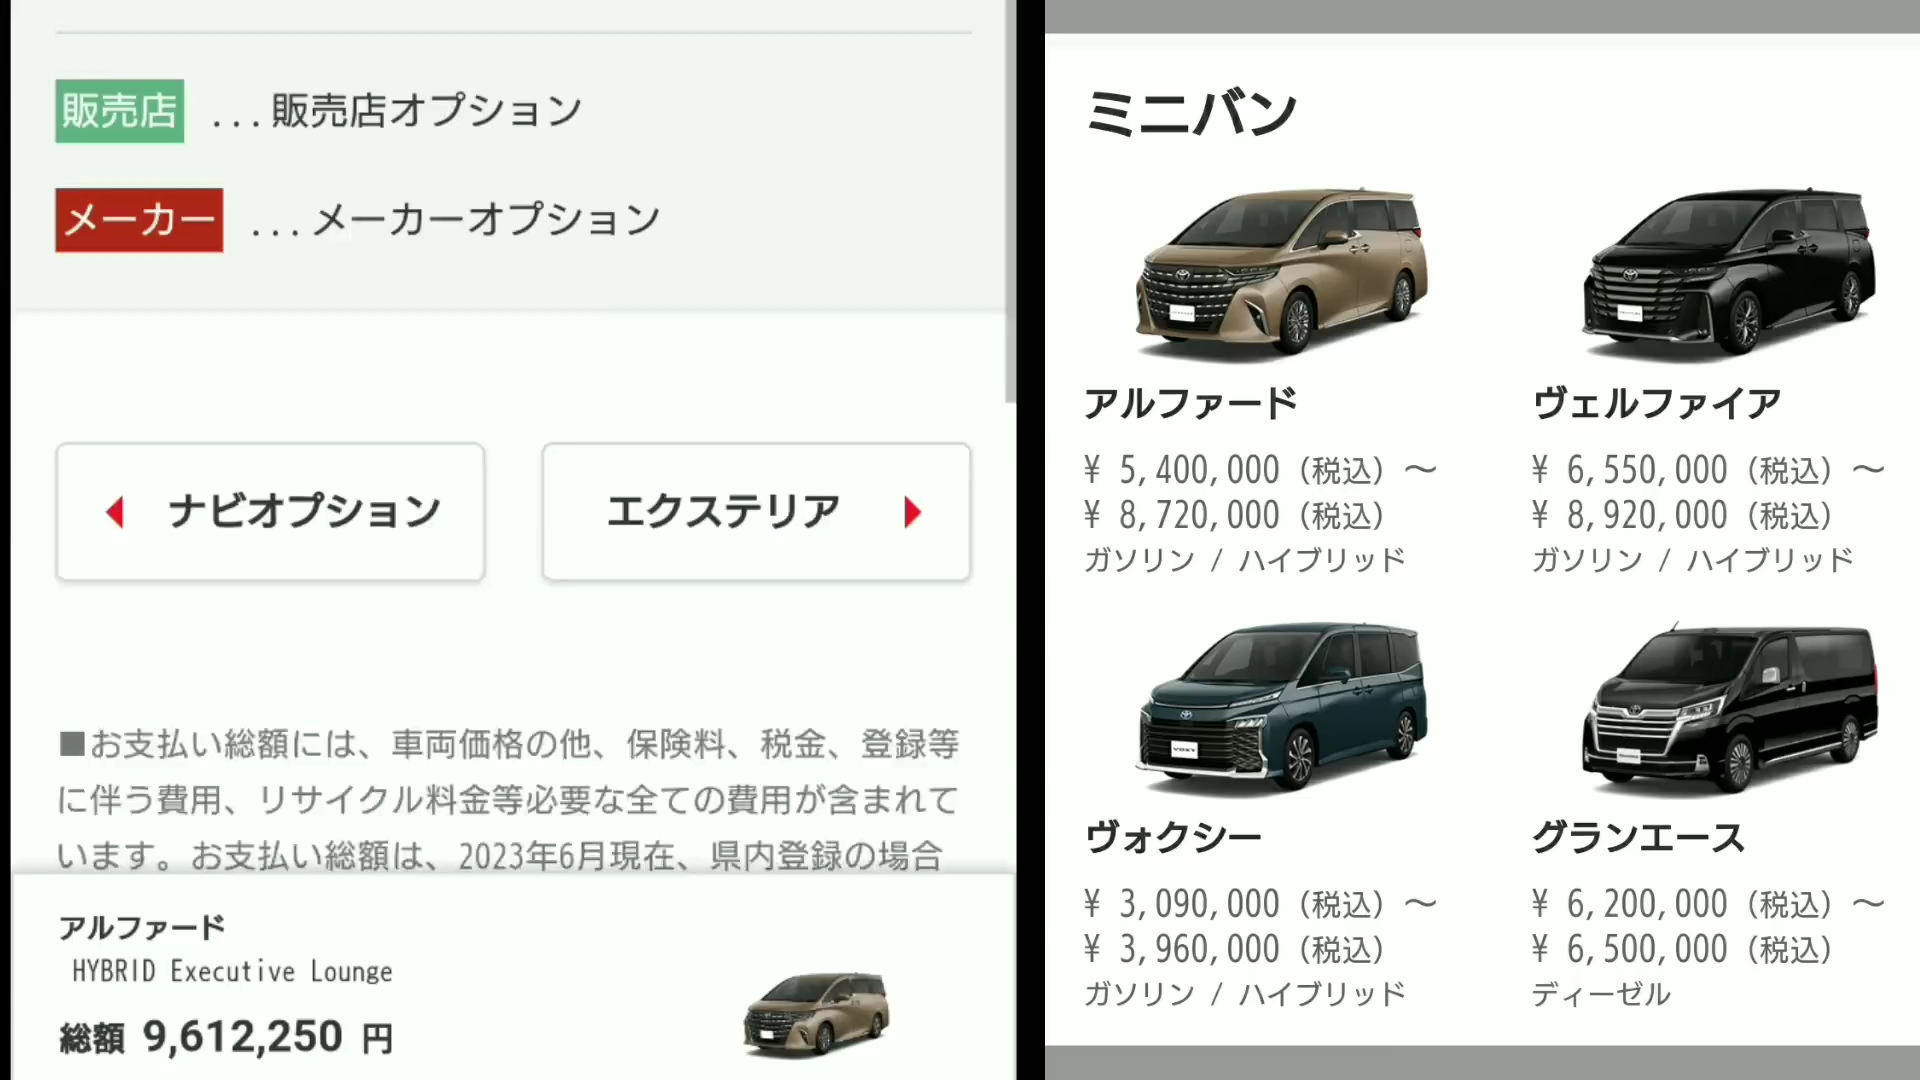 販売店 ...販売店オプション
メーカー ...メーカーオプション
ナビオプション
エクステリア
■お支払い総額には、車両価格の他、保険料、税金、登録等
に伴う費用、リサイクル料金等必要な全ての費用が含まれて
います。お支払い総額は、2023年6月現在、県内登録の場合
アルファード
HYBRID Executive Lounge
総額 9,612,250 円
ミニバン
アルファード
¥ 5,400,000（税込）～
¥ 8,720,000（税込）
ガソリン / ハイブリッド
ヴェルファイア
¥ 6,550,000（税込）～
¥ 8,920,000（税込）
ガソリン / ハイブリッド
VOXY
ヴォクシー
¥ 3,090,000（税込）～
¥ 3,960,000（税込）
ガソリン / ハイブリッド
グランエース
¥ 6,200,000（税込）～
¥ 6,500,000（税込）
ディーゼル